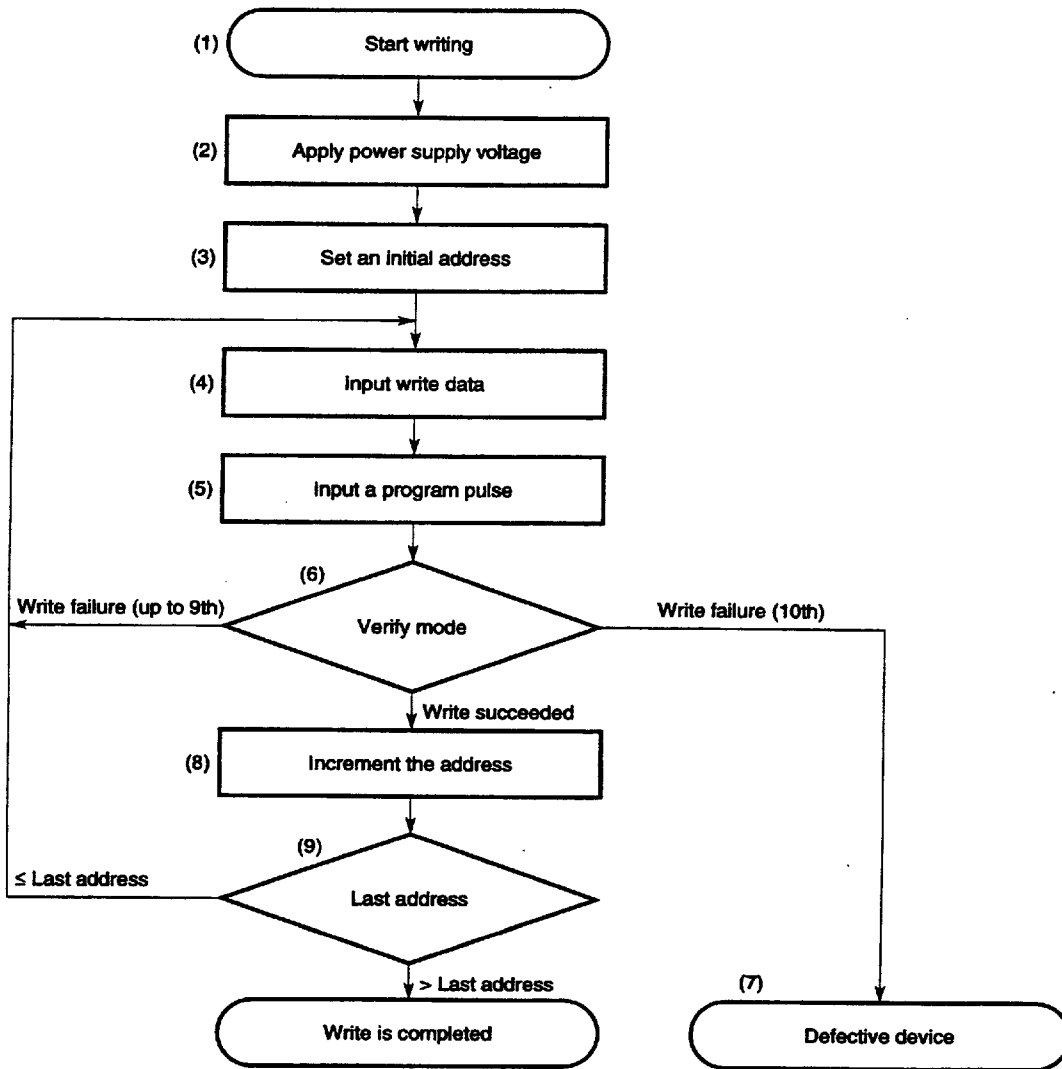 (1) Start writing
(2) Apply power supply voltage
(3) Set an initial address
(4) Input write data
(5) Input a program pulse
(6)
Write failure (up to 9th)
Verify mode
Write failure (10th)
Write succeeded
(8) Increment the address
(9)
≤ Last address
Last address
> Last address
(7)
Write is completed
Defective device